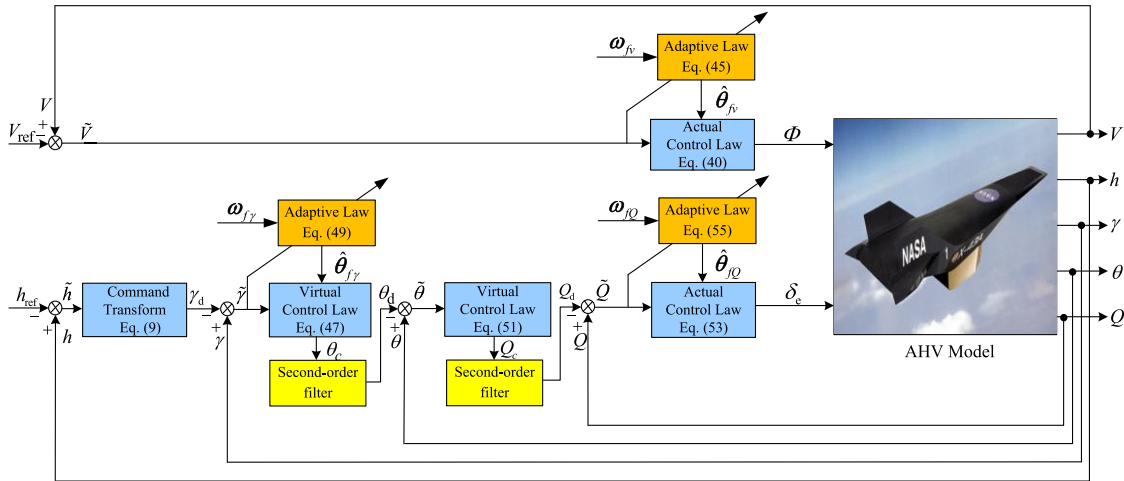 V
V_ref
−
+
Ṽ
ω_fv
Adaptive Law
Eq. (45)
θ̂_fv
Actual
Control Law
Eq. (40)
Φ
V
h
γ
θ
Q
NASA
X-43A
AHV Model
h_ref
−
+
h̃
h
Command
Transform
Eq. (9)
γ_d
−
+
γ
γ̃
ω_fγ
Adaptive Law
Eq. (49)
θ̂_fγ
Virtual
Control Law
Eq. (47)
θ_c
Second-order
filter
θ_d
−
+
θ
θ̃
Virtual
Control Law
Eq. (51)
Q_c
Second-order
filter
Q_d
−
+
Q
Q̃
ω_fQ
Adaptive Law
Eq. (55)
θ̂_fQ
Actual
Control Law
Eq. (53)
δ_e